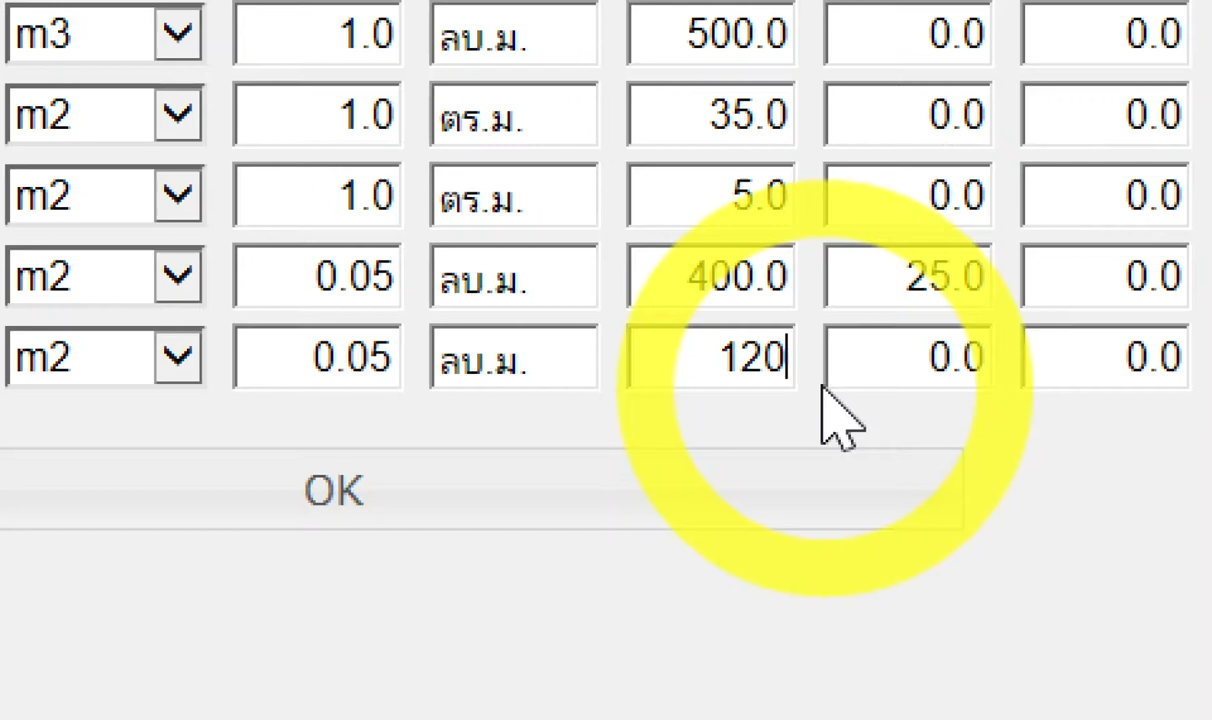 m3 1.0 ลบ.ม. 500.0 0.0 0.0
m2 1.0 ตร.ม. 35.0 0.0 0.0
m2 1.0 ตร.ม. 5.0 0.0 0.0
m2 0.05 ลบ.ม. 400.0 25.0 0.0
m2 0.05 ลบ.ม. 120 0.0 0.0
OK